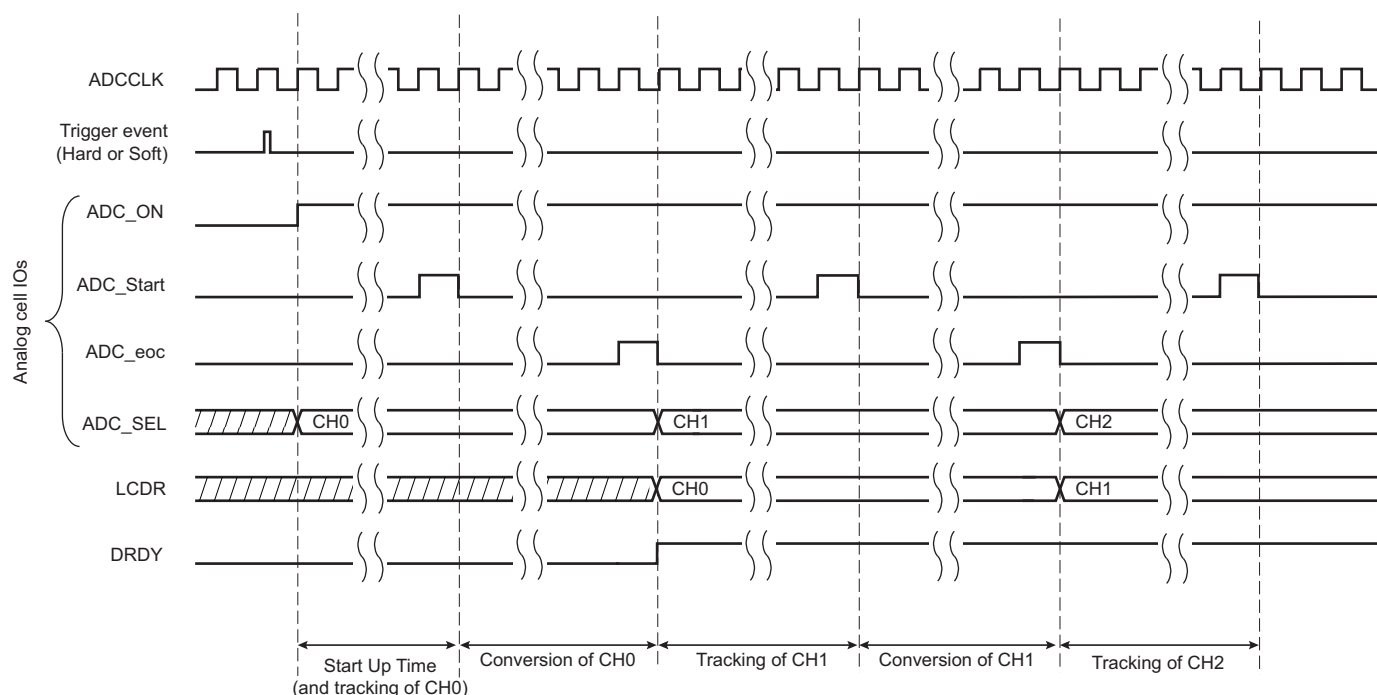 ADCCLK
Trigger event
(Hard or Soft)
Analog cell IOs
ADC_ON
ADC_Start
ADC_eoc
ADC_SEL
CH0
CH1
CH2
LCDR
CH0
CH1
DRDY
Start Up Time
(and tracking of CH0)
Conversion of CH0
Tracking of CH1
Conversion of CH1
Tracking of CH2